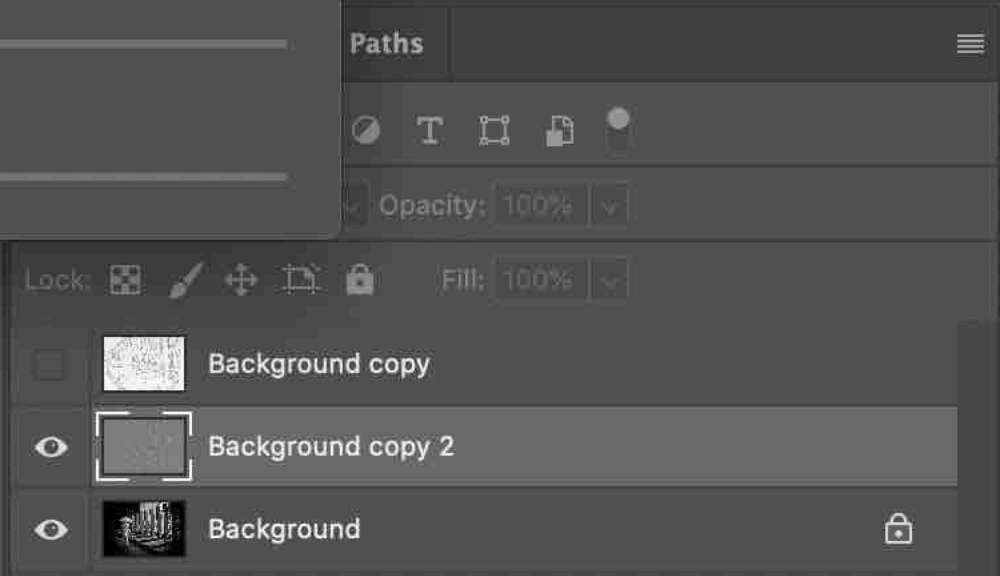 Paths
Opacity: 100%
Lock: Fill: 100%
Background copy
Background copy 2
Background